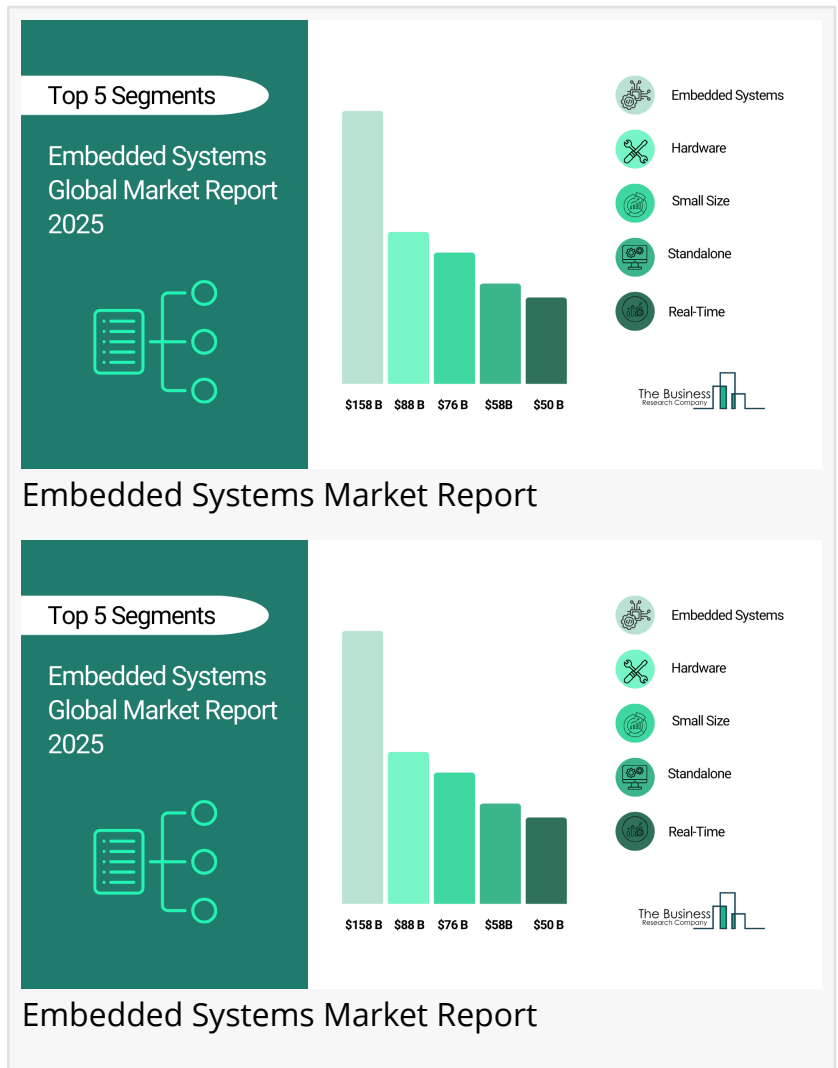 Top 5 Segments
Embedded Systems
Global Market Report
2025
$158 B $88 B $76 B $58B $50 B
Embedded Systems
Hardware
Small Size
Standalone
Real-Time
The Business
Research Company
Embedded Systems Market Report
Top 5 Segments
Embedded Systems
Global Market Report
2025
$158 B $88 B $76 B $58B $50 B
Embedded Systems
Hardware
Small Size
Standalone
Real-Time
The Business
Research Company
Embedded Systems Market Report